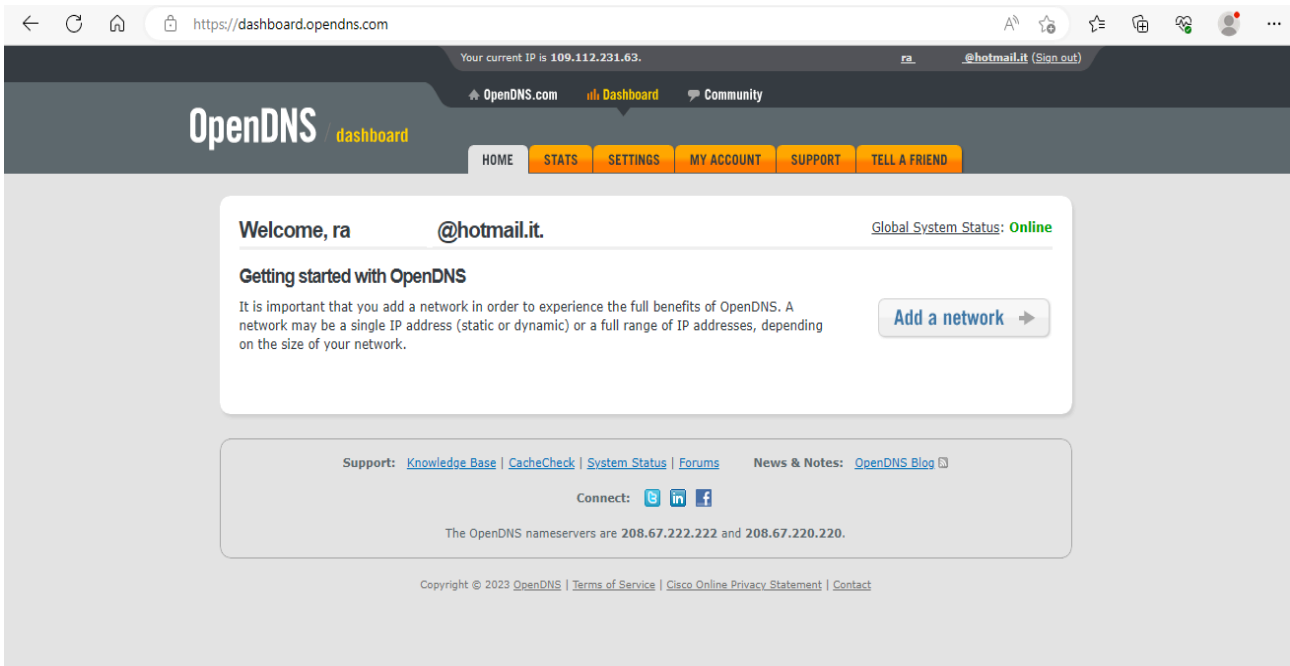 https://dashboard.opendns.com
Your current IP is 109.112.231.63. ra @hotmail.it (Sign out)
OpenDNS.com Dashboard Community
OpenDNS / dashboard
HOME STATS SETTINGS MY ACCOUNT SUPPORT TELL A FRIEND
Welcome, ra @hotmail.it. Global System Status: Online
Getting started with OpenDNS
It is important that you add a network in order to experience the full benefits of OpenDNS. A
network may be a single IP address (static or dynamic) or a full range of IP addresses, depending
on the size of your network.
Add a network
Support: Knowledge Base | CacheCheck | System Status | Forums News & Notes: OpenDNS Blog
Connect:
The OpenDNS nameservers are 208.67.222.222 and 208.67.220.220.
Copyright © 2023 OpenDNS | Terms of Service | Cisco Online Privacy Statement | Contact